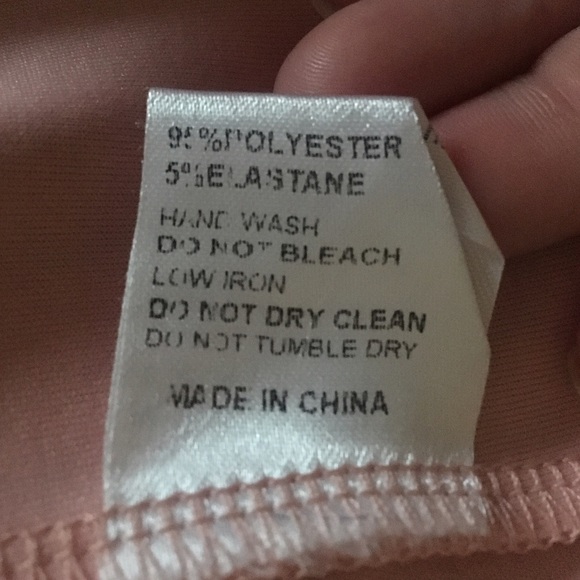 95%POLYESTER
5%ELASTANE
HAND WASH
DO NOT BLEACH
LOW IRON
DO NOT DRY CLEAN
DO NOT TUMBLE DRY
MADE IN CHINA